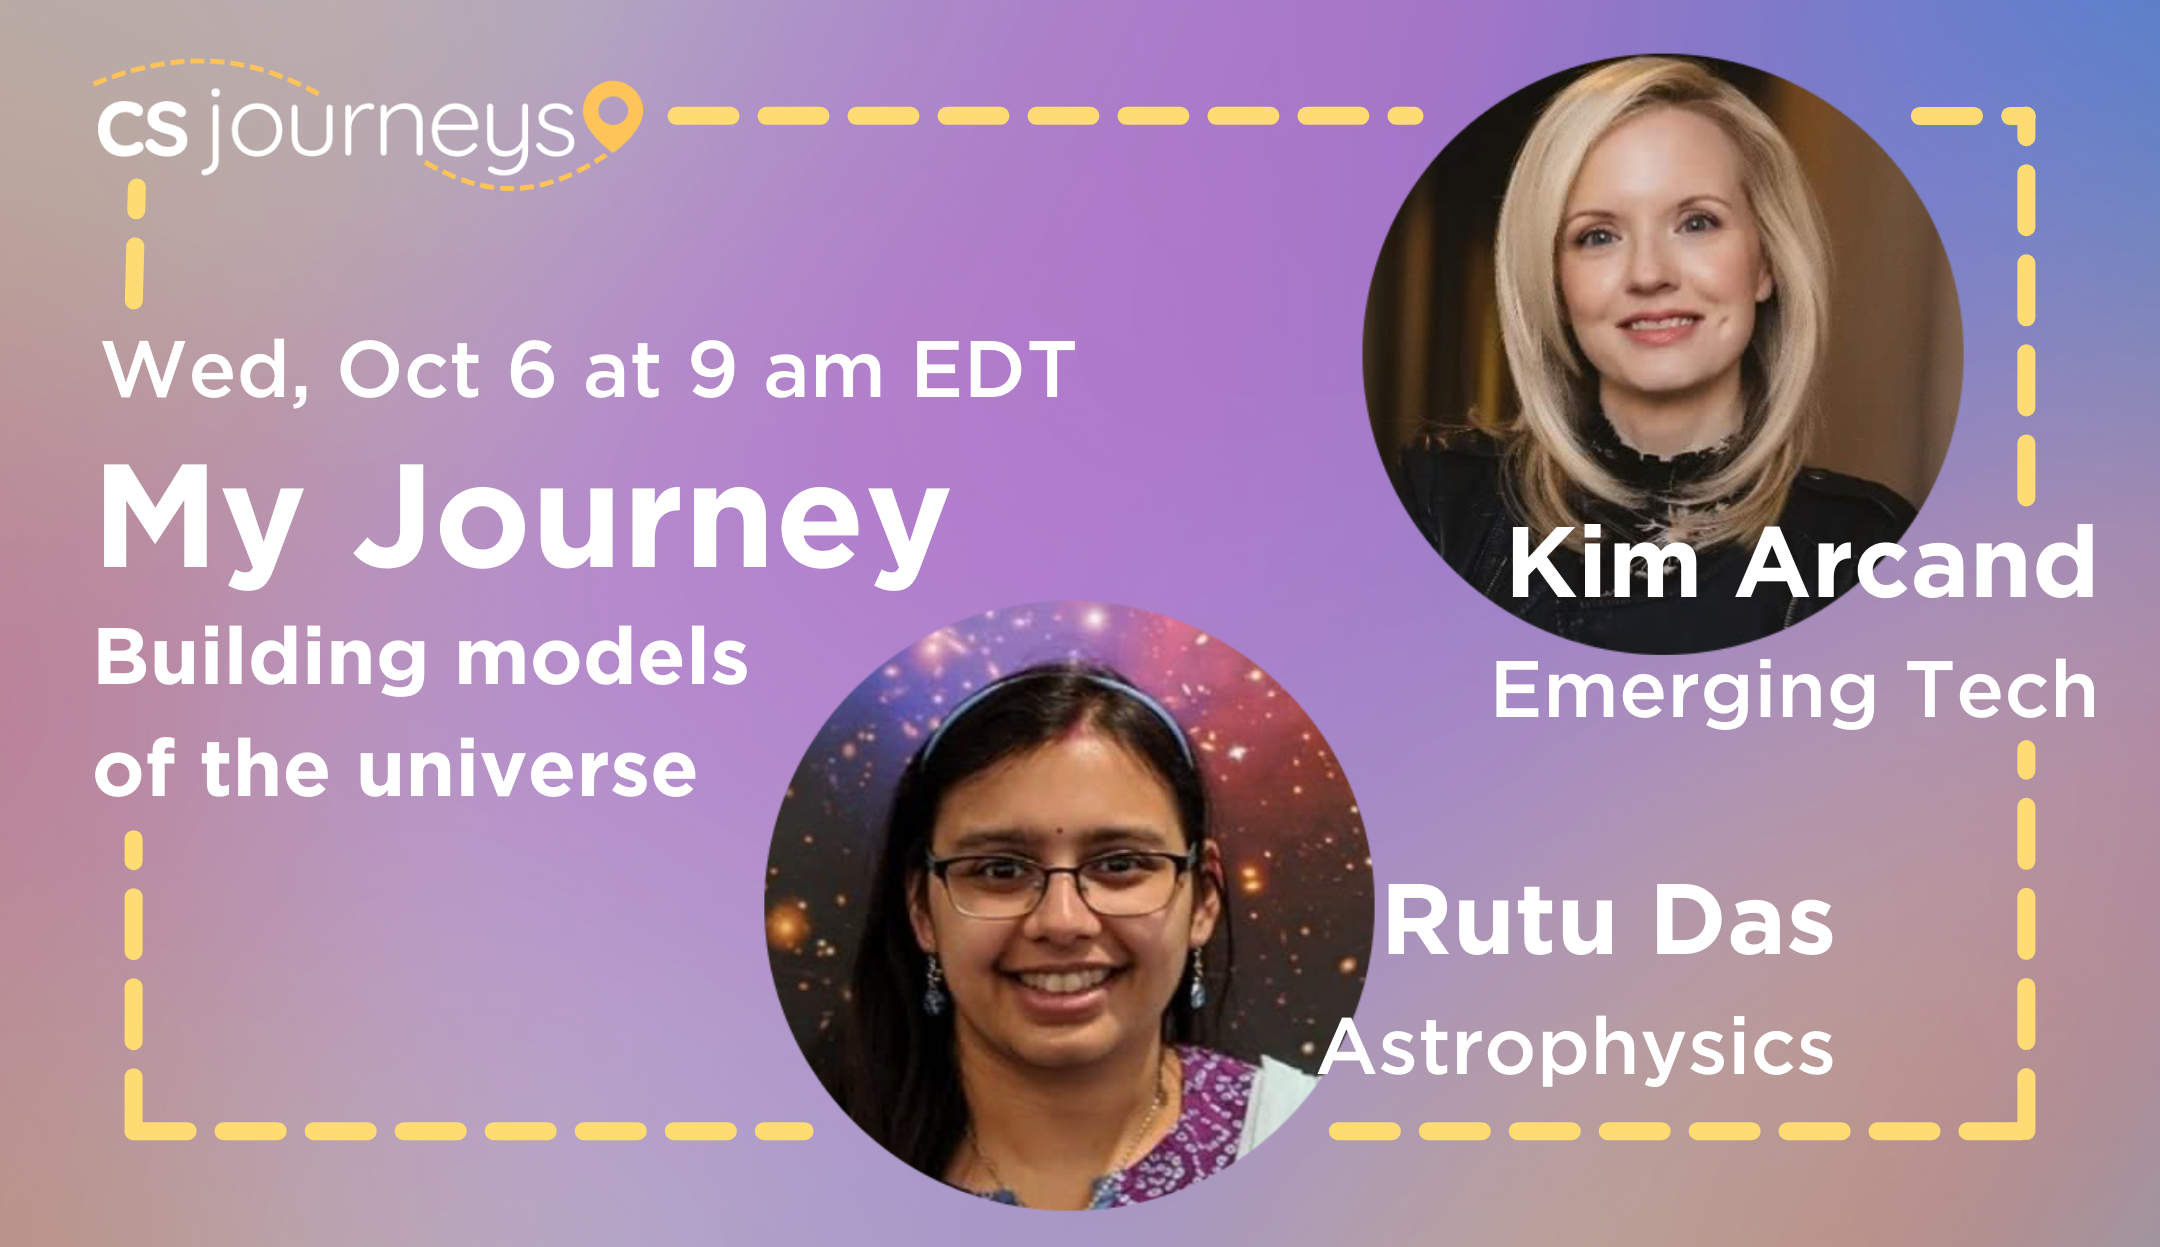 cs journeys
Wed, Oct 6 at 9 am EDT
My Journey
Building models
of the universe
Kim Arcand
Emerging Tech
Rutu Das
Astrophysics